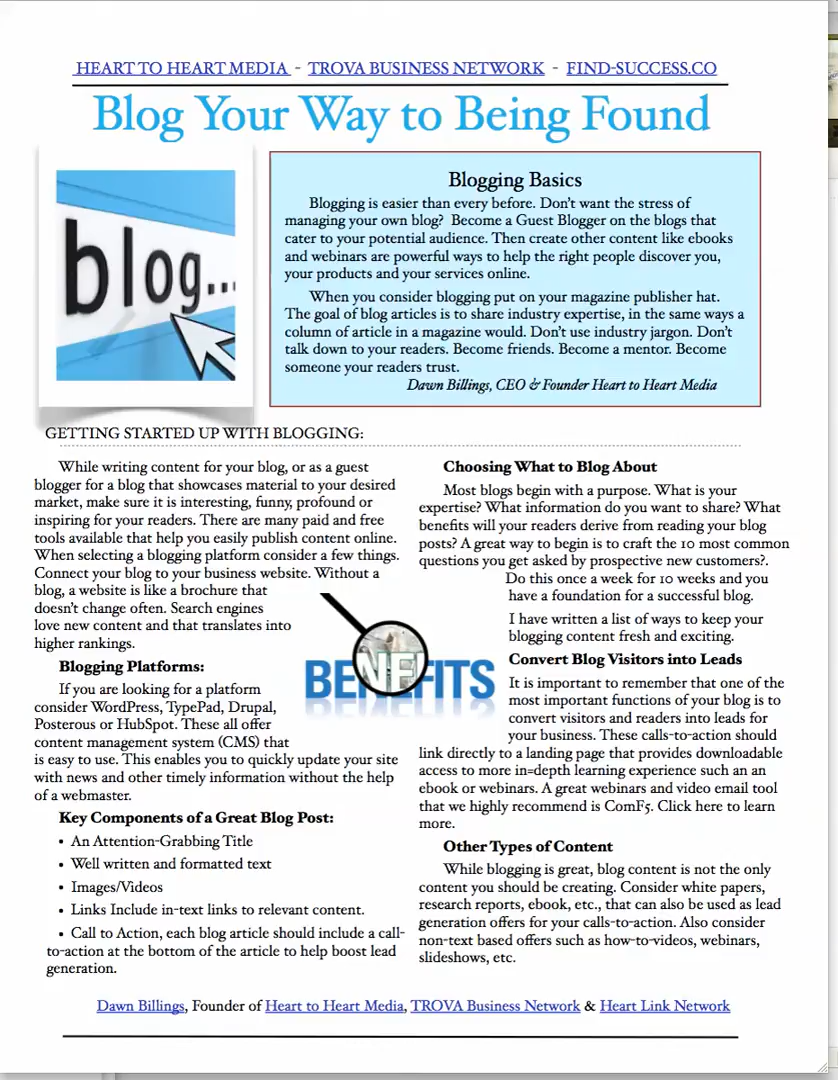 HEART TO HEART MEDIA - TROVA BUSINESS NETWORK - FIND-SUCCESS.CO
Blog Your Way to Being Found
blog...
Blogging Basics
Blogging is easier than every before. Don't want the stress of
managing your own blog? Become a Guest Blogger on the blogs that
cater to your potential audience. Then create other content like ebooks
and webinars are powerful ways to help the right people discover you,
your products and your services online.
When you consider blogging put on your magazine publisher hat.
The goal of blog articles is to share industry expertise, in the same ways a
column of article in a magazine would. Don't use industry jargon. Don't
talk down to your readers. Become friends. Become a mentor. Become
someone your readers trust.
Dawn Billings, CEO & Founder Heart to Heart Media
GETTING STARTED UP WITH BLOGGING:
While writing content for your blog, or as a guest
blogger for a blog that showcases material to your desired
market, make sure it is interesting, funny, profound or
inspiring for your readers. There are many paid and free
tools available that help you easily publish content online.
When selecting a blogging platform consider a few things.
Connect your blog to your business website. Without a
blog, a website is like a brochure that
doesn't change often. Search engines
love new content and that translates into
higher rankings.
Blogging Platforms:
If you are looking for a platform
consider WordPress, TypePad, Drupal,
Posterous or HubSpot. These all offer
content management system (CMS) that
is easy to use. This enables you to quickly update your site
with news and other timely information without the help
of a webmaster.
Key Components of a Great Blog Post:
• An Attention-Grabbing Title
• Well written and formatted text
• Images/Videos
• Links Include in-text links to relevant content.
• Call to Action, each blog article should include a call-
to-action at the bottom of the article to help boost lead
generation.
BENEFITS
Choosing What to Blog About
Most blogs begin with a purpose. What is your
expertise? What information do you want to share? What
benefits will your readers derive from reading your blog
posts? A great way to begin is to craft the 10 most common
questions you get asked by prospective new customers?.
Do this once a week for 10 weeks and you
have a foundation for a successful blog.
I have written a list of ways to keep your
blogging content fresh and exciting.
Convert Blog Visitors into Leads
It is important to remember that one of the
most important functions of your blog is to
convert visitors and readers into leads for
your business. These calls-to-action should
link directly to a landing page that provides downloadable
access to more in=depth learning experience such an an
ebook or webinars. A great webinars and video email tool
that we highly recommend is ComF5. Click here to learn
more.
Other Types of Content
While blogging is great, blog content is not the only
content you should be creating. Consider white papers,
research reports, ebook, etc., that can also be used as lead
generation offers for your calls-to-action. Also consider
non-text based offers such as how-to-videos, webinars,
slideshows, etc.
Dawn Billings, Founder of Heart to Heart Media, TROVA Business Network & Heart Link Network